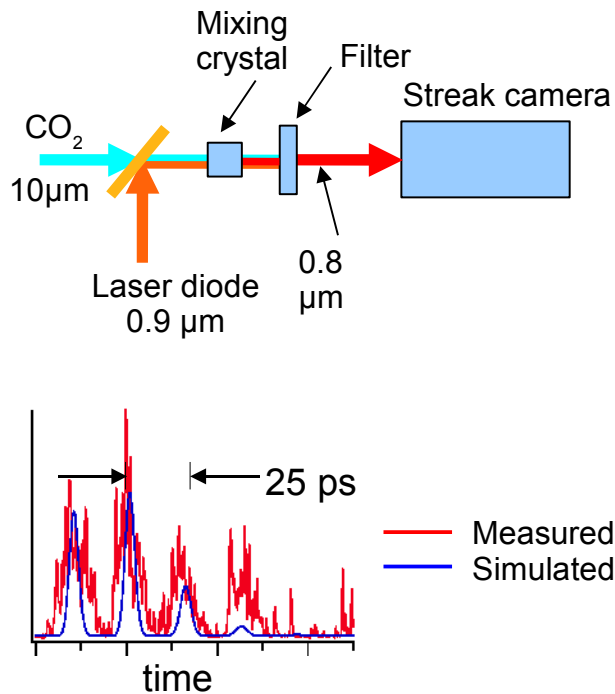 Mixing
crystal
Filter
Streak camera
CO₂
10µm
0.8
µm
Laser diode
0.9 µm
25 ps
Measured
Simulated
time